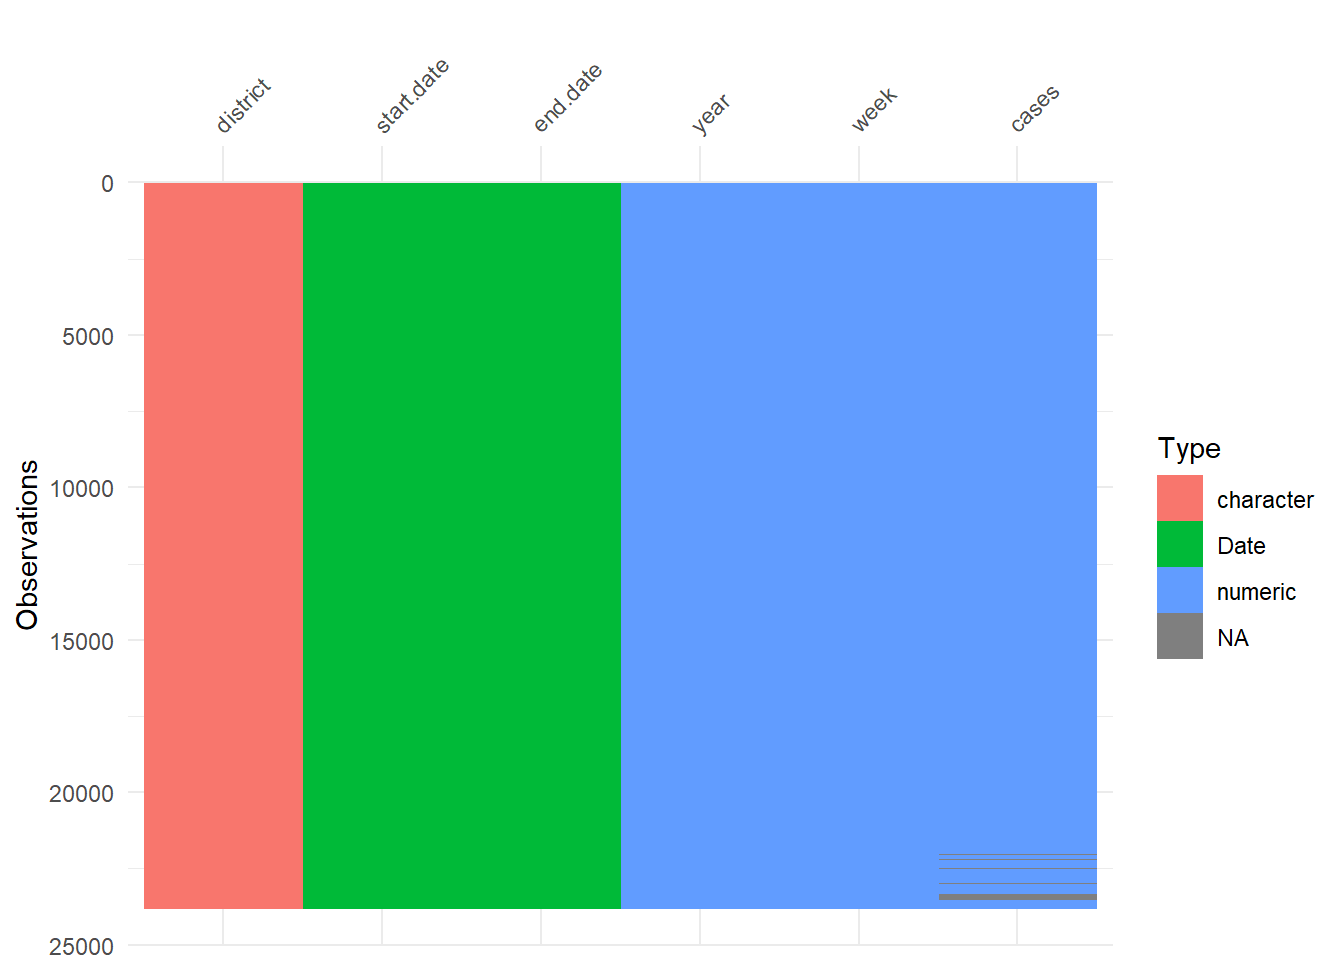 district
start.date
end.date
year
week
cases
0
5000
10000
15000
20000
25000
Observations
Type
character
Date
numeric
NA